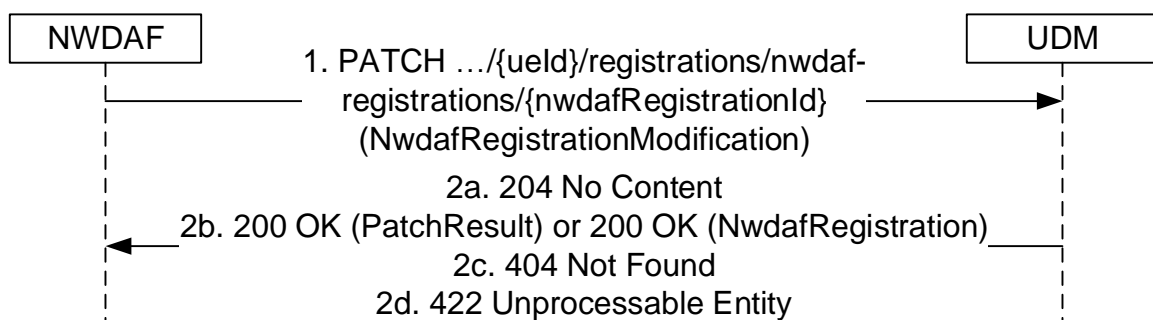 NWDAF
UDM
1. PATCH …/{ueId}/registrations/nwdaf-
registrations/{nwdafRegistrationId}
(NwdafRegistrationModification)
2a. 204 No Content
2b. 200 OK (PatchResult) or 200 OK (NwdafRegistration)
2c. 404 Not Found
2d. 422 Unprocessable Entity